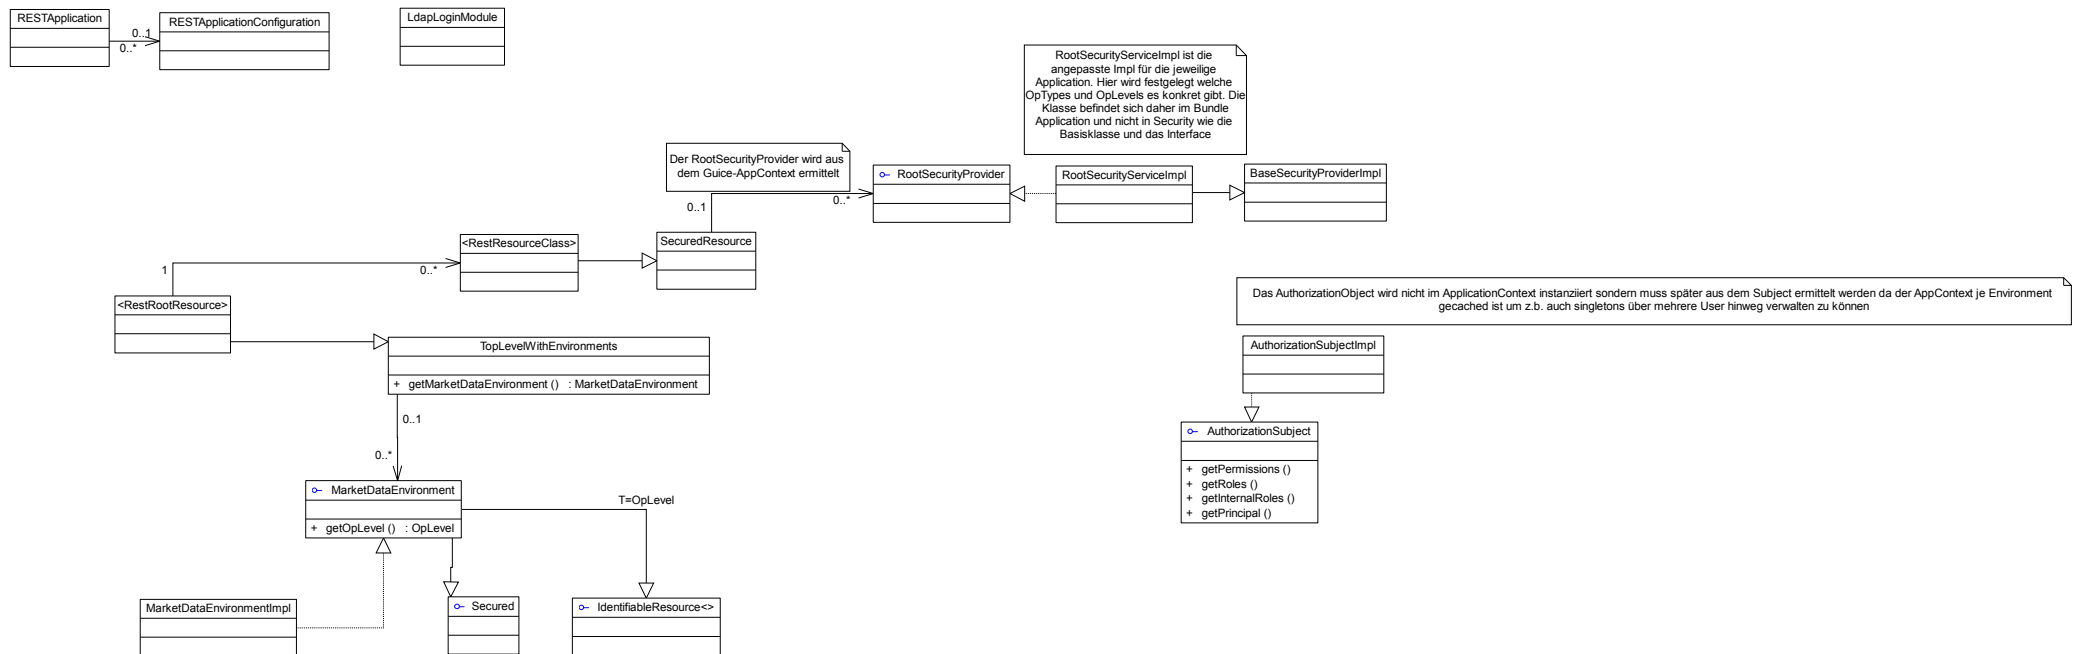 RESTApplication
0..1
0..*
RESTApplicationConfiguration
LdapLoginModule
RootSecurityServiceImpl ist die
angepasste Impl für die jeweilige
Application. Hier wird festgelegt welche
OpTypes und OpLevels es konkret gibt. Die
Klasse befindet sich daher im Bundle
Application und nicht in Security wie die
Basisklasse und das Interface
Der RootSecurityProvider wird aus
dem Guice-AppContext ermittelt
RootSecurityProvider
RootSecurityServiceImpl
BaseSecurityProviderImpl
0..*
0..1
<RestResourceClass>
SecuredResource
1
0..*
<RestRootResource>
Das AuthorizationObject wird nicht im ApplicationContext instanziiert sondern muss später aus dem Subject ermittelt werden da der AppContext je Environment
gecached ist um z.b. auch singletons über mehrere User hinweg verwalten zu können
TopLevelWithEnvironments
+ getMarketDataEnvironment () : MarketDataEnvironment
AuthorizationSubjectImpl
0..1
0..*
AuthorizationSubject
+ getPermissions ()
+ getRoles ()
+ getInternalRoles ()
+ getPrincipal ()
MarketDataEnvironment
+ getOpLevel () : OpLevel
T=OpLevel
MarketDataEnvironmentImpl
Secured
IdentifiableResource<>